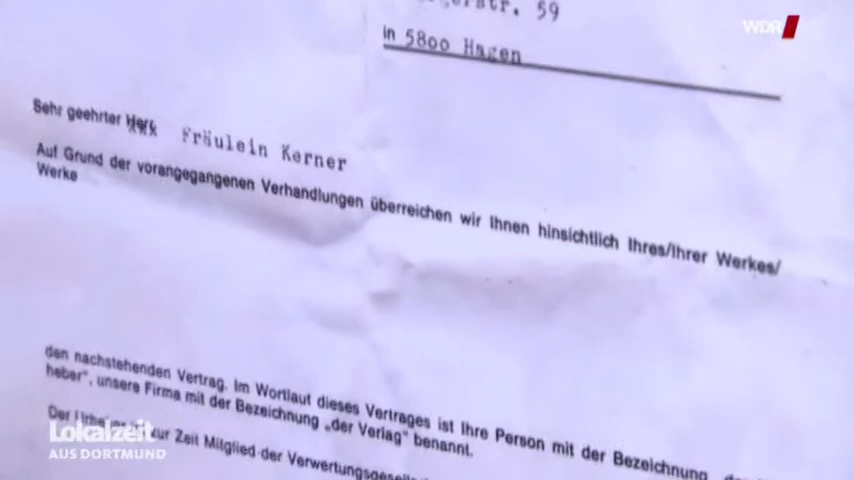 59
in 5800 Hagen
WDR
Sehr geehrter Herr Fräulein Kerner
Auf Grund der vorangegangenen Verhandlungen überreichen wir Ihnen hinsichtlich Ihres/Ihrer Werkes/
Werke
den nachstehenden Vertrag. Im Wortlaut dieses Vertrages ist Ihre Person mit der Bezeichnung
heber", unsere Firma mit der Bezeichnung „der Verlag" benannt.
Der zur Zeit Mitglied der
Lokalzeit
AUS DORTMUND